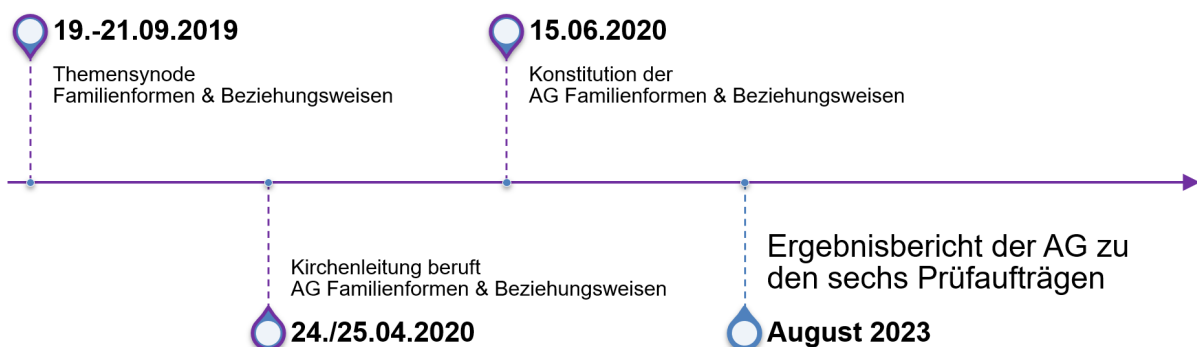 19.-21.09.2019
Themensynode
Familienformen & Beziehungsweisen
15.06.2020
Konstitution der
AG Familienformen & Beziehungsweisen
Kirchenleitung beruft
AG Familienformen & Beziehungsweisen
24./25.04.2020
Ergebnisbericht der AG zu
den sechs Prüfaufträgen
August 2023